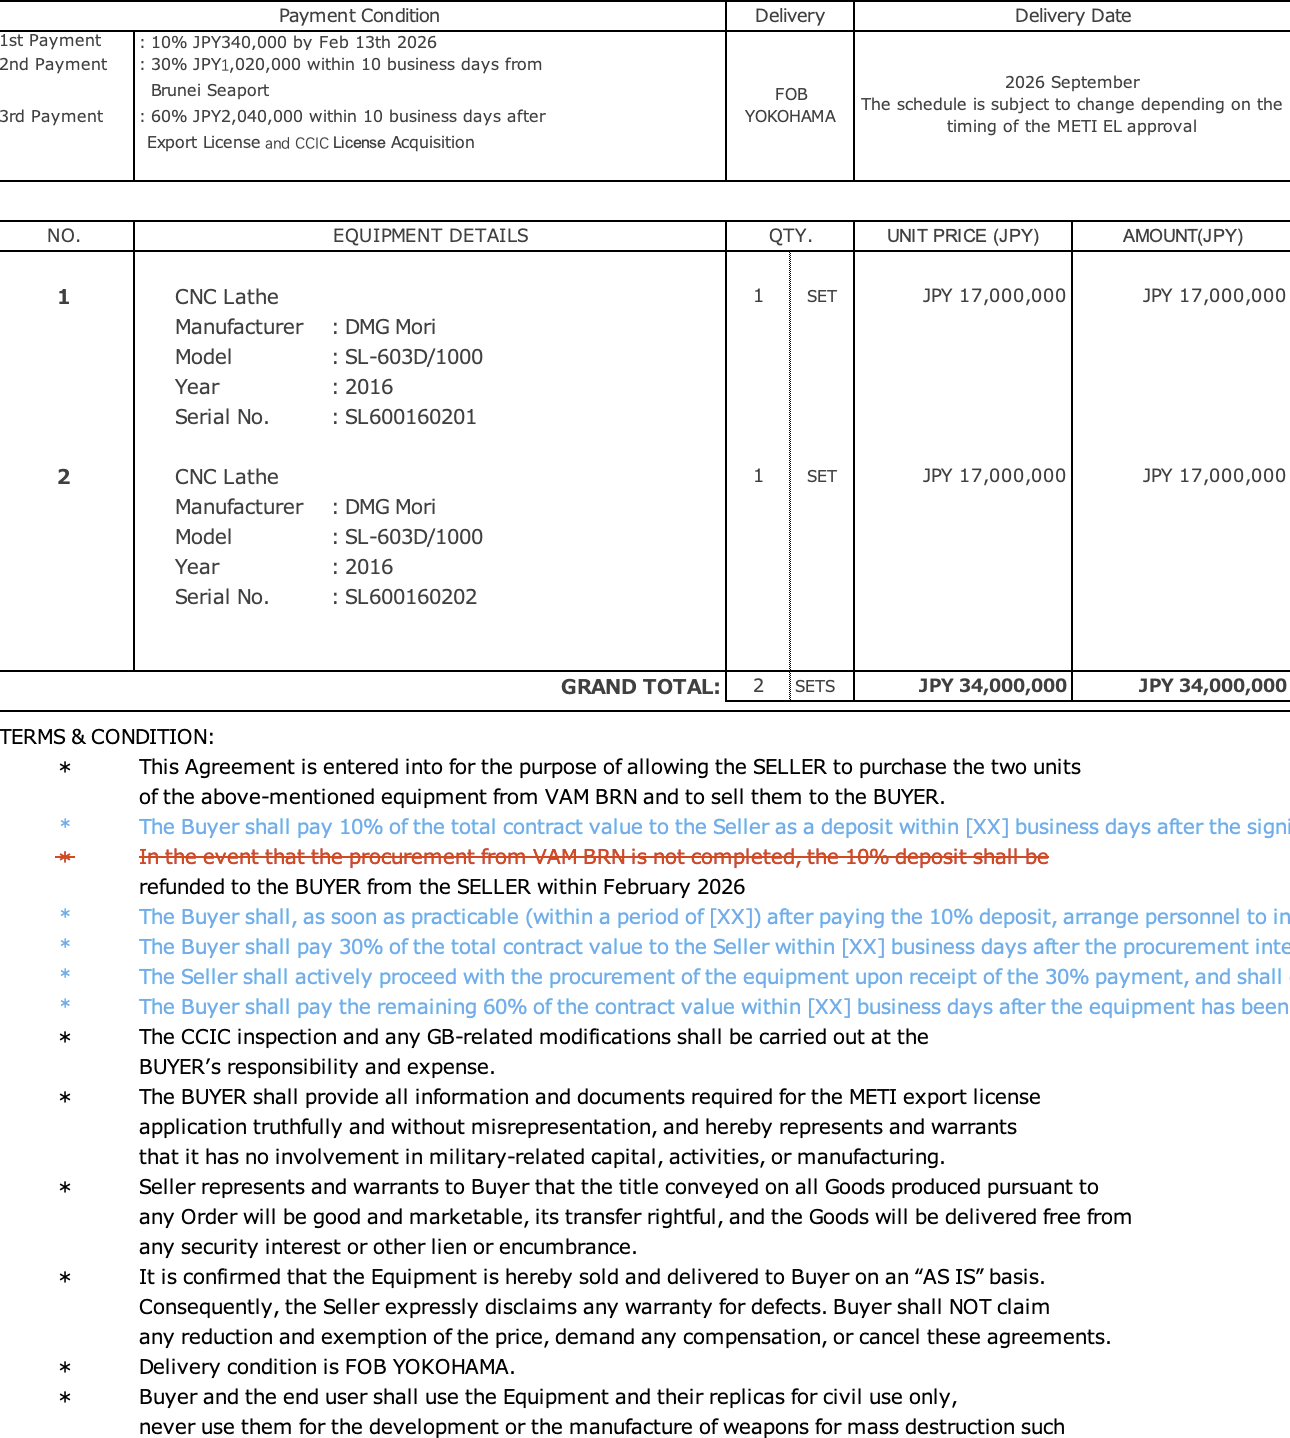 Payment Condition Delivery Delivery Date
1st Payment : 10% JPY340,000 by Feb 13th 2026
2nd Payment : 30% JPY1,020,000 within 10 business days from
Brunei Seaport
3rd Payment : 60% JPY2,040,000 within 10 business days after
Export License and CCIC License Acquisition
FOB
YOKOHAMA
2026 September
The schedule is subject to change depending on the
timing of the METI EL approval
NO. EQUIPMENT DETAILS QTY. UNIT PRICE (JPY) AMOUNT(JPY)
1 CNC Lathe 1 SET JPY 17,000,000 JPY 17,000,000
Manufacturer : DMG Mori
Model : SL-603D/1000
Year : 2016
Serial No. : SL600160201
2 CNC Lathe 1 SET JPY 17,000,000 JPY 17,000,000
Manufacturer : DMG Mori
Model : SL-603D/1000
Year : 2016
Serial No. : SL600160202
GRAND TOTAL: 2 SETS JPY 34,000,000 JPY 34,000,000
TERMS & CONDITION:
* This Agreement is entered into for the purpose of allowing the SELLER to purchase the two units
of the above-mentioned equipment from VAM BRN and to sell them to the BUYER.
* The Buyer shall pay 10% of the total contract value to the Seller as a deposit within [XX] business days after the signi
* In the event that the procurement from VAM BRN is not completed, the 10% deposit shall be
refunded to the BUYER from the SELLER within February 2026
* The Buyer shall, as soon as practicable (within a period of [XX]) after paying the 10% deposit, arrange personnel to in
* The Buyer shall pay 30% of the total contract value to the Seller within [XX] business days after the procurement inte
* The Seller shall actively proceed with the procurement of the equipment upon receipt of the 30% payment, and shall
* The Buyer shall pay the remaining 60% of the contract value within [XX] business days after the equipment has been
* The CCIC inspection and any GB-related modifications shall be carried out at the
BUYER’s responsibility and expense.
* The BUYER shall provide all information and documents required for the METI export license
application truthfully and without misrepresentation, and hereby represents and warrants
that it has no involvement in military-related capital, activities, or manufacturing.
* Seller represents and warrants to Buyer that the title conveyed on all Goods produced pursuant to
any Order will be good and marketable, its transfer rightful, and the Goods will be delivered free from
any security interest or other lien or encumbrance.
* It is confirmed that the Equipment is hereby sold and delivered to Buyer on an “AS IS” basis.
Consequently, the Seller expressly disclaims any warranty for defects. Buyer shall NOT claim
any reduction and exemption of the price, demand any compensation, or cancel these agreements.
* Delivery condition is FOB YOKOHAMA.
* Buyer and the end user shall use the Equipment and their replicas for civil use only,
never use them for the development or the manufacture of weapons for mass destruction such